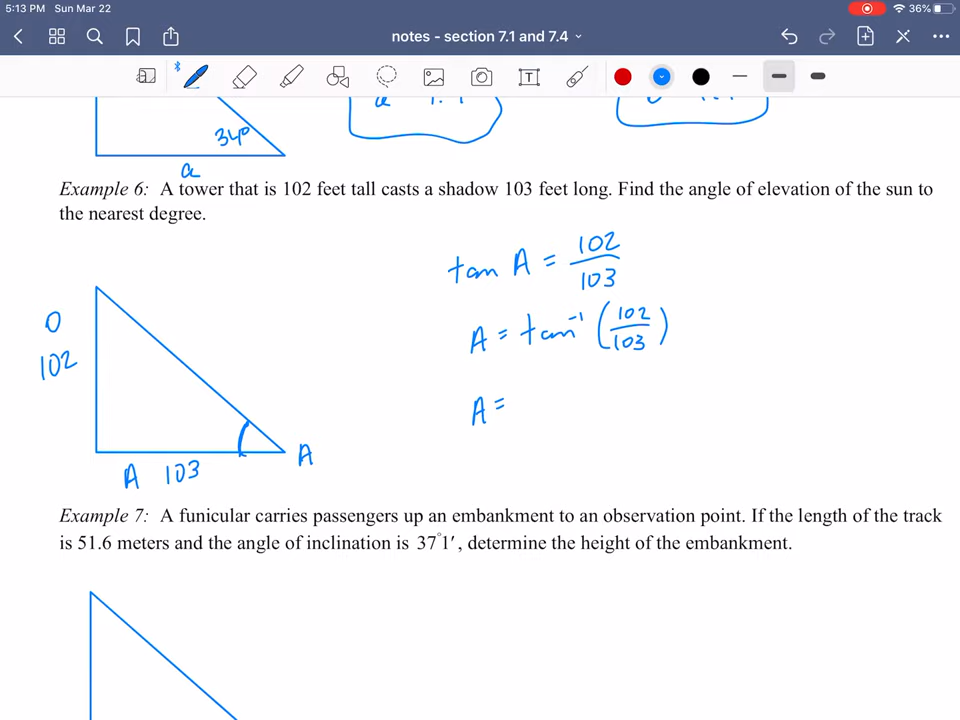 5:13 PM Sun Mar 22
36%
notes - section 7.1 and 7.4
T
34°
a
Example 6: A tower that is 102 feet tall casts a shadow 103 feet long. Find the angle of elevation of the sun to
the nearest degree.
tan A = 102/103
A = tan⁻¹ (102/103)
A =
O
102
A 103
A
Example 7: A funicular carries passengers up an embankment to an observation point. If the length of the track
is 51.6 meters and the angle of inclination is 37°1′, determine the height of the embankment.